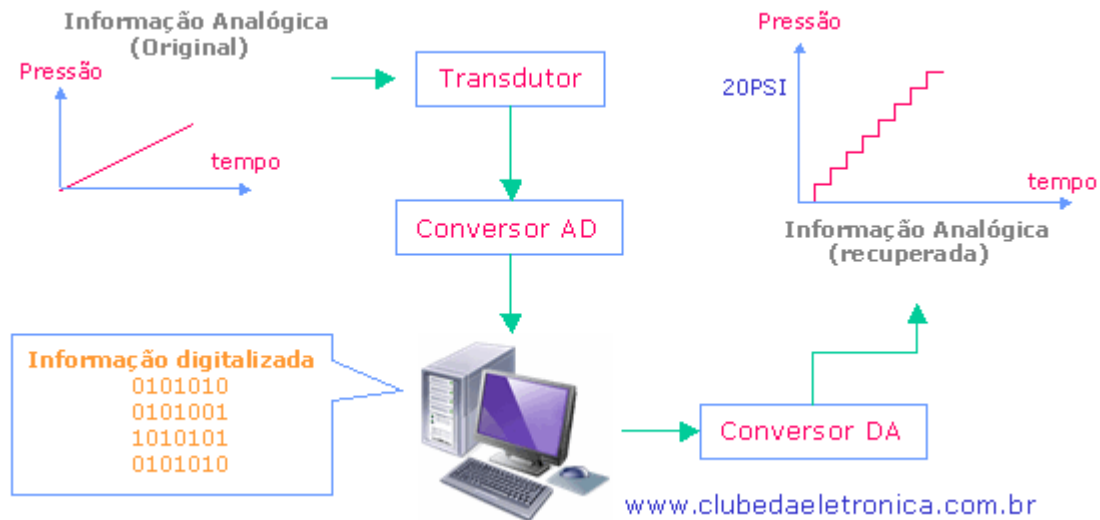 Informação Analógica
(Original)
Pressão
tempo
Transdutor
Conversor AD
Pressão
20PSI
tempo
Informação Analógica
(recuperada)
Informação digitalizada
0101010
0101001
1010101
0101010
Conversor DA
www.clubedaeletronica.com.br